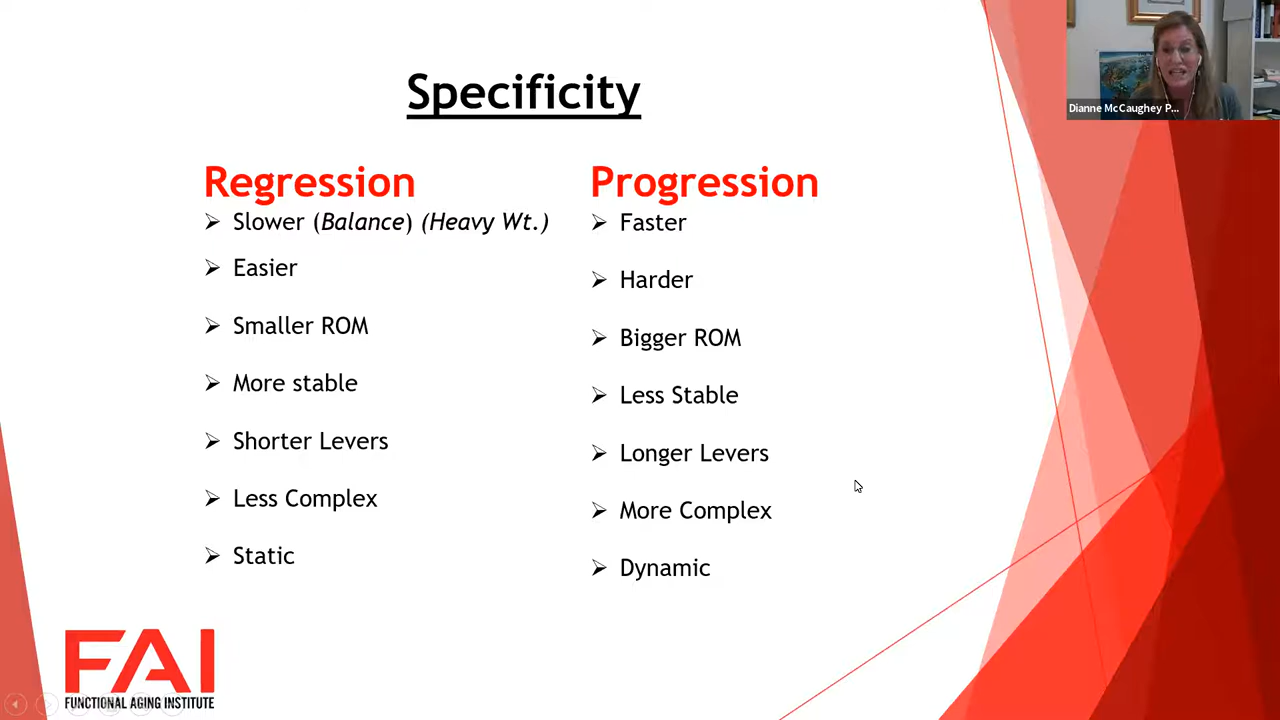 Specificity
Regression
Slower (Balance) (Heavy Wt.)
Easier
Smaller ROM
More stable
Shorter Levers
Less Complex
Static
Progression
Faster
Harder
Bigger ROM
Less Stable
Longer Levers
More Complex
Dynamic
Dianne McCaughey P...
FAI
FUNCTIONAL AGING INSTITUTE